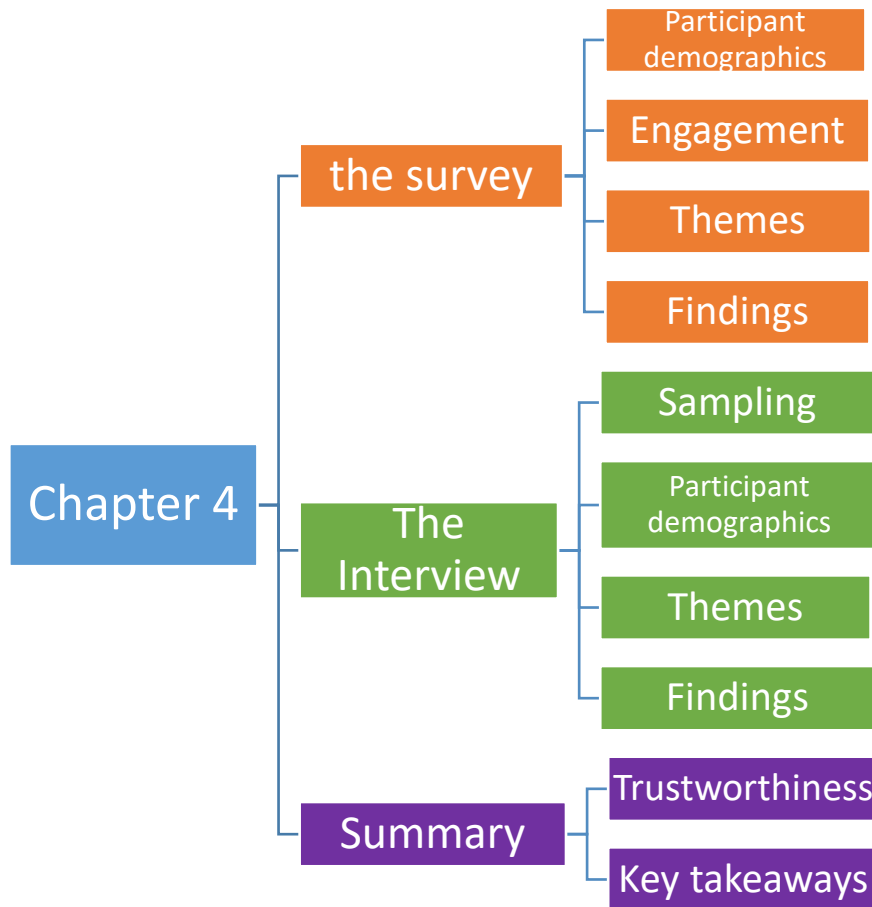 Chapter 4
the survey
Participant
demographics
Engagement
Themes
Findings
The
Interview
Sampling
Participant
demographics
Themes
Findings
Summary
Trustworthiness
Key takeaways